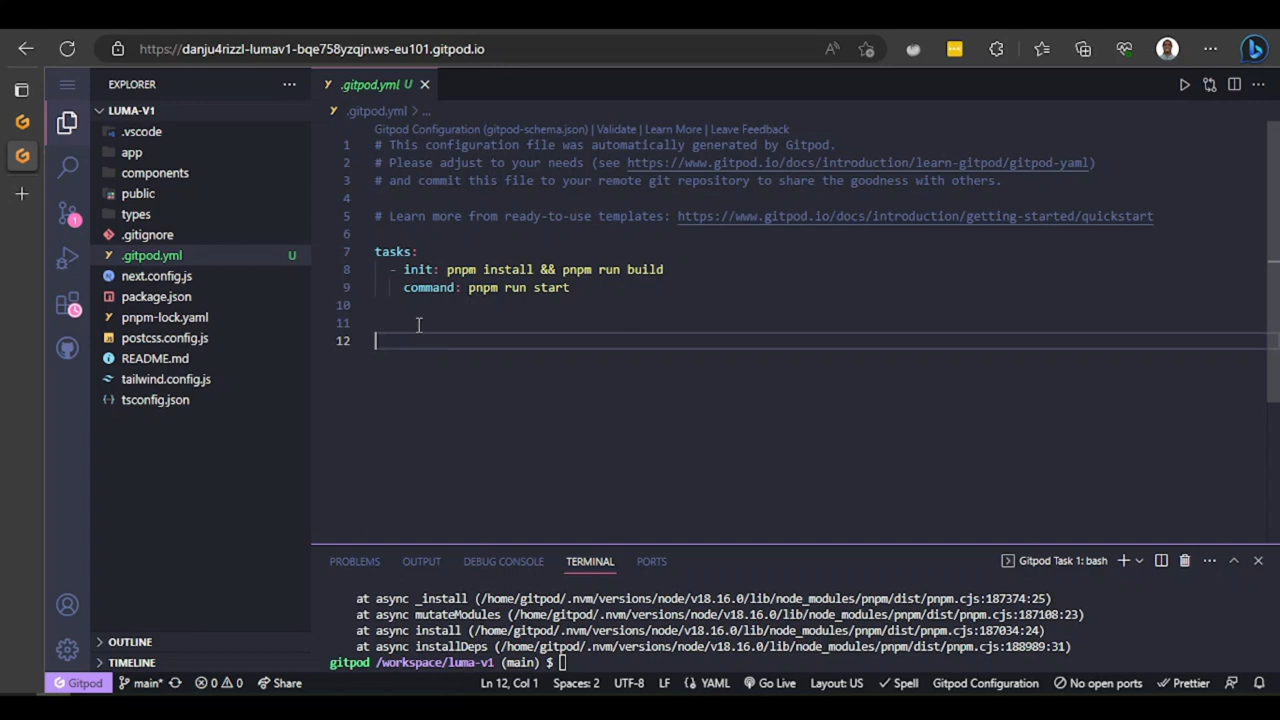 https://danju4rizzl-lumav1-bqe758yzqjn.ws-eu101.gitpod.io
EXPLORER
LUMA-V1
.vscode
app
components
public
types
.gitignore
.gitpod.yml U
next.config.js
package.json
pnpm-lock.yaml
postcss.config.js
README.md
tailwind.config.js
tsconfig.json
OUTLINE
TIMELINE
1
.gitpod.yml U
.gitpod.yml > ...
Gitpod Configuration (gitpod-schema.json) | Validate | Learn More | Leave Feedback
1 # This configuration file was automatically generated by Gitpod.
2 # Please adjust to your needs (see https://www.gitpod.io/docs/introduction/learn-gitpod/gitpod-yaml)
3 # and commit this file to your remote git repository to share the goodness with others.
4
5 # Learn more from ready-to-use templates: https://www.gitpod.io/docs/introduction/getting-started/quickstart
6
7 tasks:
8 - init: pnpm install && pnpm run build
9 command: pnpm run start
10
11
12
PROBLEMS OUTPUT DEBUG CONSOLE TERMINAL PORTS
Gitpod Task 1: bash
at async _install (/home/gitpod/.nvm/versions/node/v18.16.0/lib/node_modules/pnpm/dist/pnpm.cjs:187374:25)
at async mutateModules (/home/gitpod/.nvm/versions/node/v18.16.0/lib/node_modules/pnpm/dist/pnpm.cjs:187108:23)
at async install (/home/gitpod/.nvm/versions/node/v18.16.0/lib/node_modules/pnpm/dist/pnpm.cjs:187034:24)
at async installDeps (/home/gitpod/.nvm/versions/node/v18.16.0/lib/node_modules/pnpm/dist/pnpm.cjs:188989:31)
gitpod /workspace/luma-v1 (main) $
Gitpod main* 0 0 Share Ln 12, Col 1 Spaces: 2 UTF-8 LF YAML Go Live Layout: US Spell Gitpod Configuration No open ports Prettier